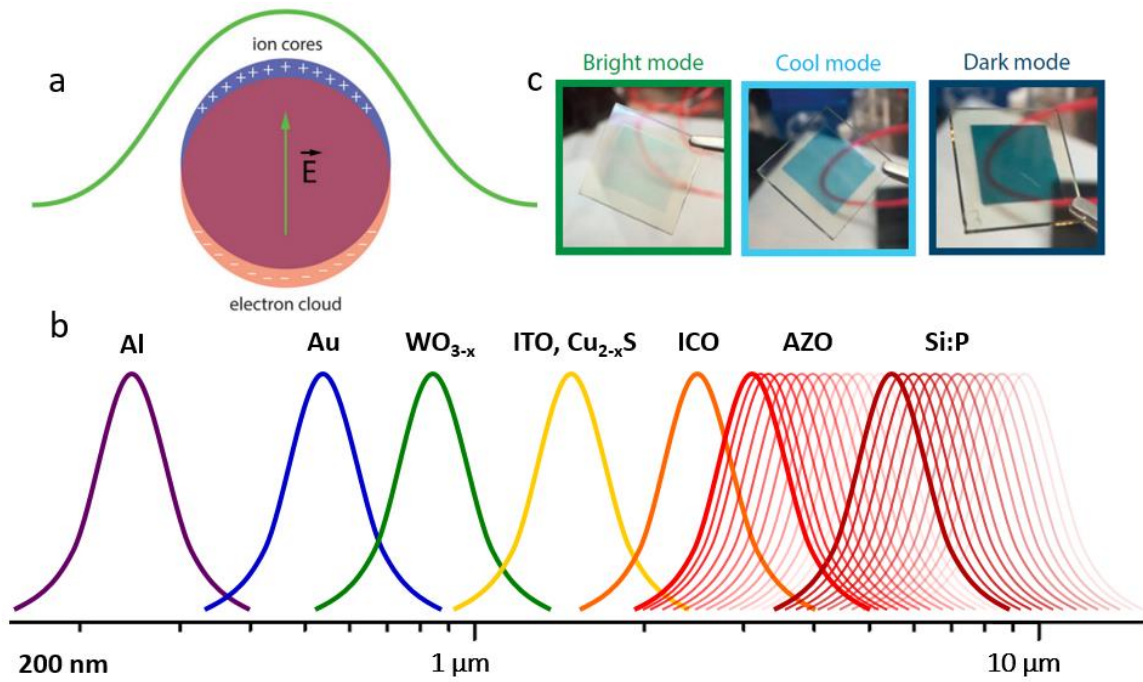 a
ion cores
+ + + + + + + + + + + + +
E
− − − − − − − − −
electron cloud
c
Bright mode
Cool mode
Dark mode
b
Al
Au
WO₃₋ₓ
ITO, Cu₂₋ₓS
ICO
AZO
Si:P
200 nm
1 µm
10 µm